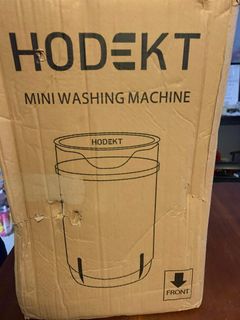 HODEKT
MINI WASHING MACHINE
HODEKT
FRONT